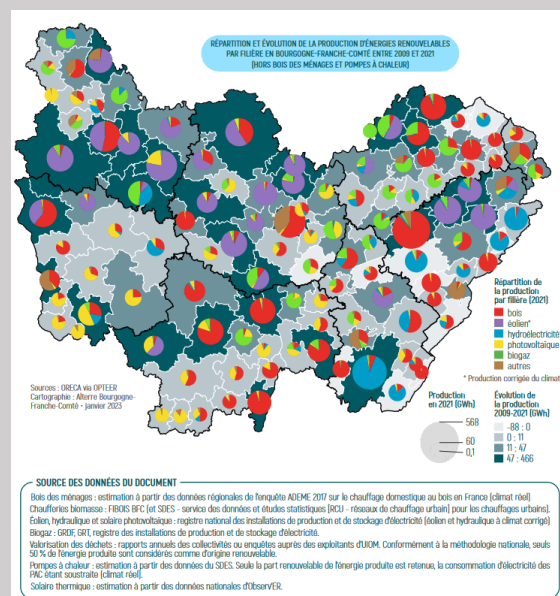 RÉPARTITION ET ÉVOLUTION DE LA PRODUCTION D'ÉNERGIES RENOUVELABLES
PAR FILIÈRE EN BOURGOGNE-FRANCHE-COMTÉ ENTRE 2009 ET 2021
(HORS BOIS DES MÉNAGES ET POMPES À CHALEUR)
Répartition de
la production
par filière (2021)
bois
éolien*
hydroélectricité
photovoltaïque
biogaz
autres
* Production corrigée du climat
Production
en 2021 (GWh)
568
60
0,1
Évolution de
la production
2009-2021 (GWh)
-88 : 0
0 : 11
11 : 47
47 : 466
Sources : ORECA via OPTEER
Cartographie : Alterre Bourgogne-
Franche-Comté - janvier 2023
SOURCE DES DONNÉES DU DOCUMENT
Bois des ménages : estimation à partir des données régionales de l'enquête ADEME 2017 sur le chauffage domestique au bois en France (climat réel)
Chaufferies biomasse : FIBOIS BFC (et SDES - service des données et études statistiques (RCU - réseaux de chauffage urbain) pour les chauffages urbains).
Éolien, hydraulique et solaire photovoltaïque : registre national des installations de production et de stockage d'électricité (éolien et hydraulique à climat corrigé)
Biogaz : GRDF, GRT, registre des installations de production et de stockage d'électricité.
Valorisation des déchets : rapports annuels des collectivités ou enquêtes auprès des exploitants d'UIOM. Conformément à la méthodologie nationale, seuls
50 % de l'énergie produite sont considérés comme d'origine renouvelable.
Pompes à chaleur : estimation à partir des données du SDES. Seule la part renouvelable de l'énergie produite est retenue, la consommation d'électricité des
PAC étant soustraite (climat réel).
Solaire thermique : estimation à partir des données nationales d'Observ'ER.